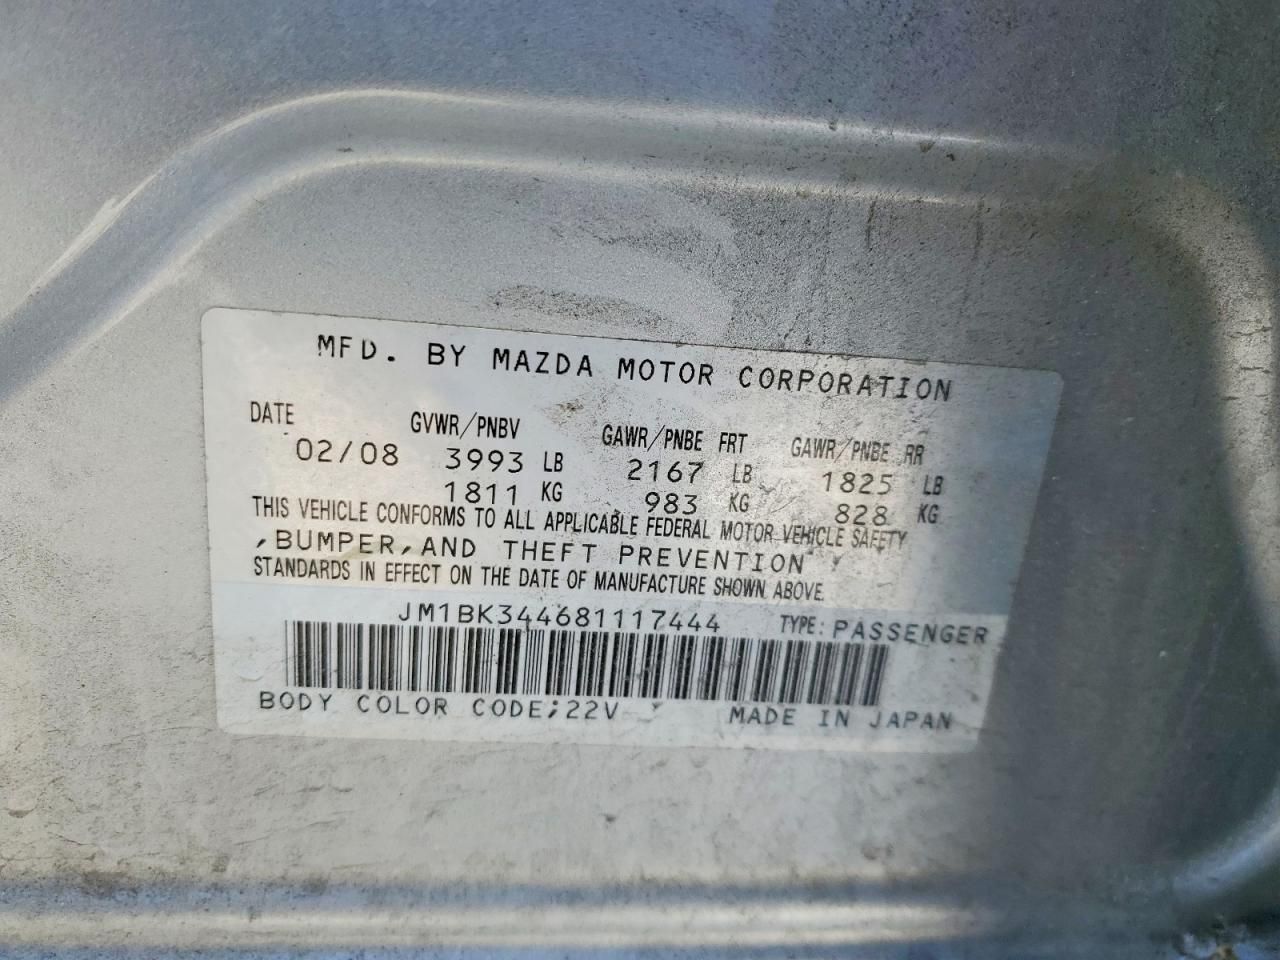 MFD. BY MAZDA MOTOR CORPORATION
DATE GVWR/PNBV GAWR/PNBE FRT GAWR/PNBE RR
02/08 3993 LB 2167 LB 1825 LB
1811 KG 983 KG 828 KG
THIS VEHICLE CONFORMS TO ALL APPLICABLE FEDERAL MOTOR VEHICLE SAFETY
,BUMPER,AND THEFT PREVENTION
STANDARDS IN EFFECT ON THE DATE OF MANUFACTURE SHOWN ABOVE.
JM1BK344681117444 TYPE: PASSENGER
BODY COLOR CODE;22V MADE IN JAPAN